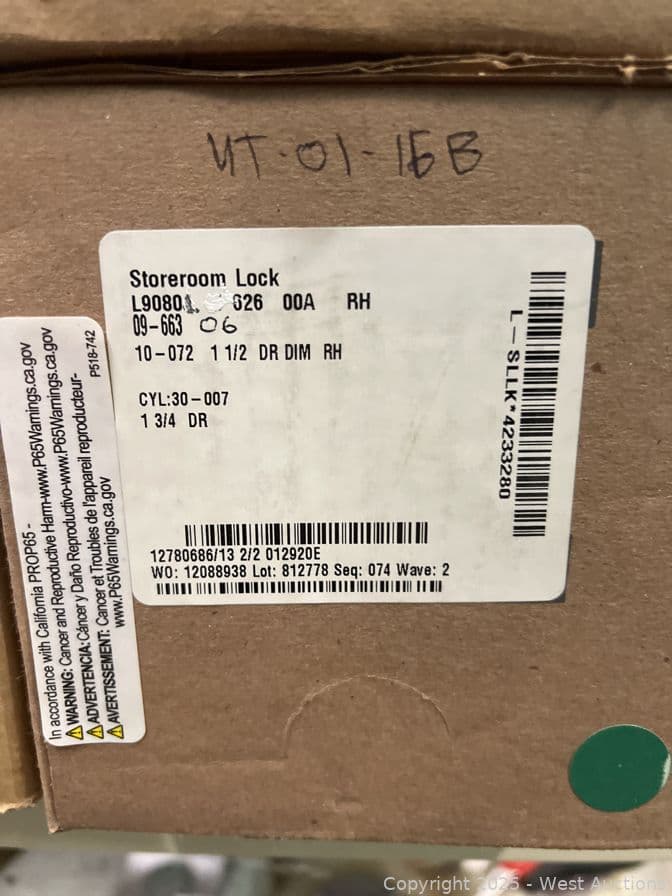 UT-01-16B
Storeroom Lock
L9080 626 00A RH
09-663 06
10-072 1 1/2 DR DIM RH
CYL:30-007
1 3/4 DR
L-SLLK*4233280
12780686/13 2/2 012920E
WO: 12088938 Lot: 812778 Seq: 074 Wave: 2
In accordance with California PROP65 -
P518-742
WARNING: Cancer and Reproductive Harm-www.P65Warnings.ca.gov
ADVERTENCIA: Cáncer y Daño Reproductivo-www.P65Warnings.ca.gov
AVERTISSEMENT: Cancer et Troubles de l'appareil reproducteur-
www.P65Warnings.ca.gov
Copyright 2025 - West Auctions